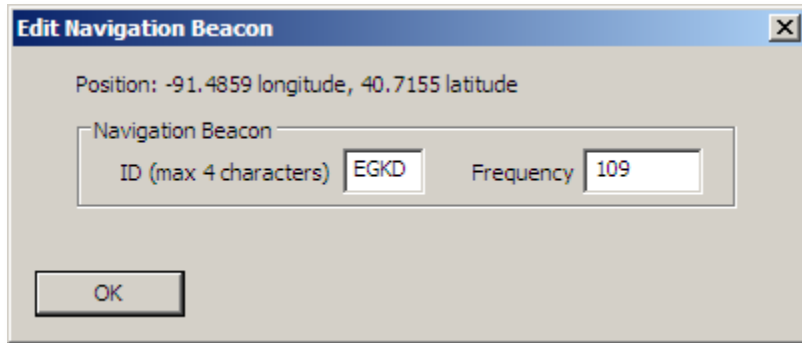 Edit Navigation Beacon
Position: -91.4859 longitude, 40.7155 latitude
Navigation Beacon
ID (max 4 characters) EGKD Frequency 109
OK